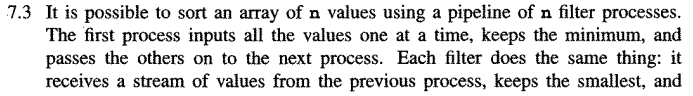 7.3 It is possible to sort an array of n values using a pipeline of n filter processes.
The first process inputs all the values one at a time, keeps the minimum, and
passes the others on to the next process. Each filter does the same thing: it
receives a stream of values from the previous process, keeps the smallest, and